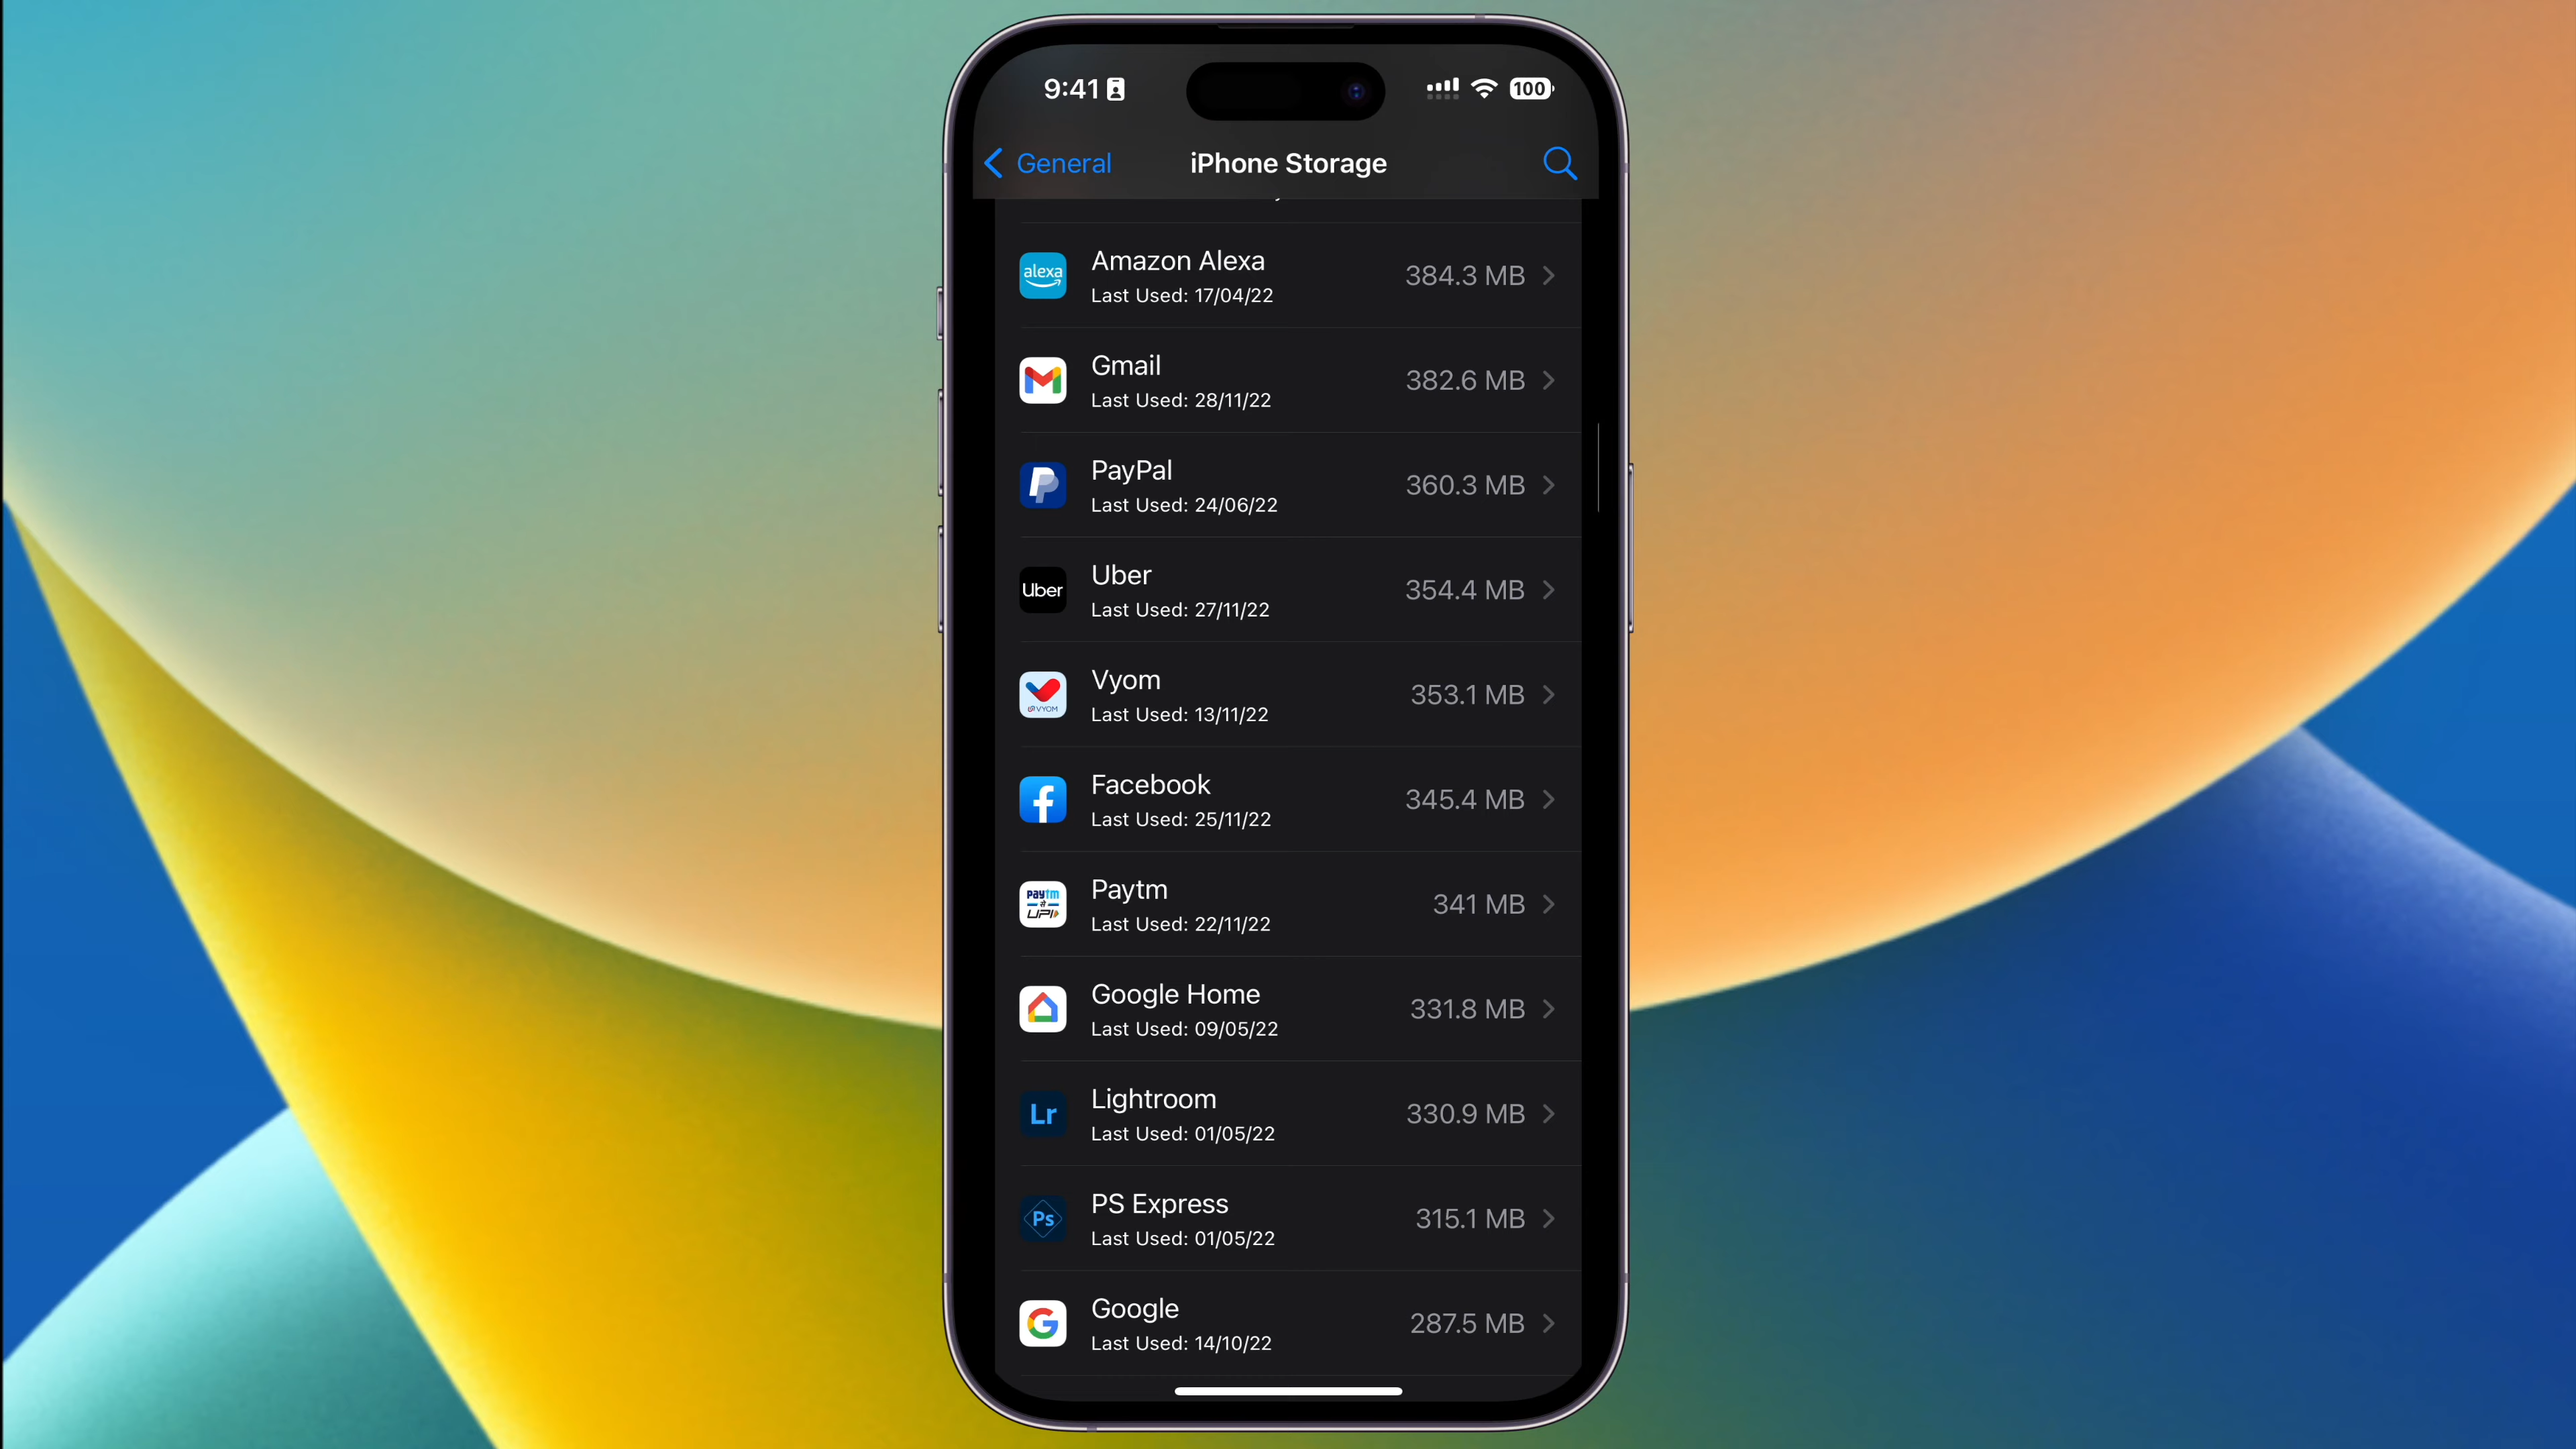 9:41
100
General
iPhone Storage
alexa
Amazon Alexa
384.3 MB
Last Used: 17/04/22
Gmail
382.6 MB
Last Used: 28/11/22
PayPal
360.3 MB
Last Used: 24/06/22
Uber
Uber
354.4 MB
Last Used: 27/11/22
Vyom
353.1 MB
VYOM
Last Used: 13/11/22
Facebook
345.4 MB
Last Used: 25/11/22
Paytm
341 MB
paytm
से
UPI
Last Used: 22/11/22
Google Home
331.8 MB
Last Used: 09/05/22
Lr
Lightroom
330.9 MB
Last Used: 01/05/22
Ps
PS Express
315.1 MB
Last Used: 01/05/22
G
Google
287.5 MB
Last Used: 14/10/22